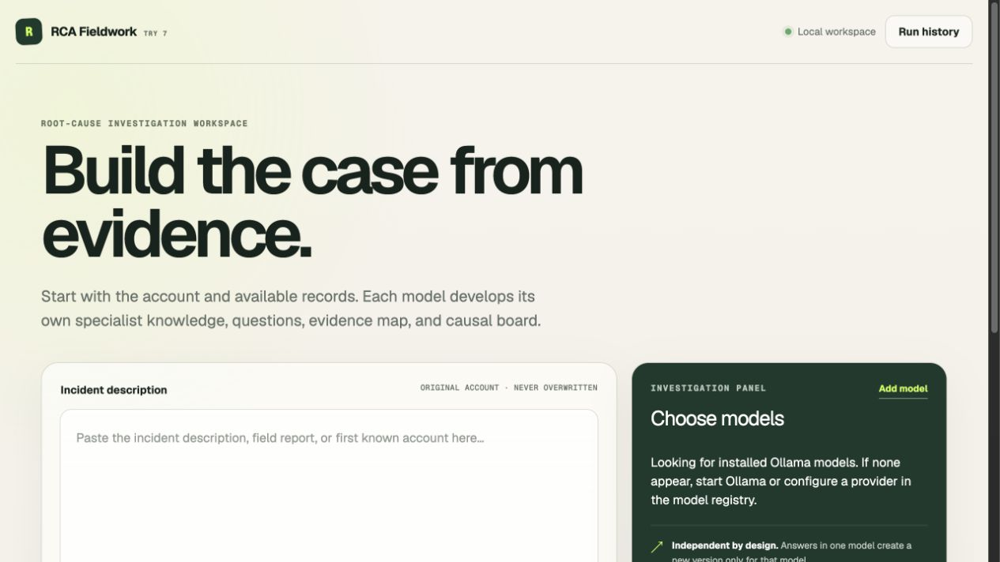 R
RCA Fieldwork TRY 7
Local workspace
Run history
ROOT-CAUSE INVESTIGATION WORKSPACE
Build the case from
evidence.
Start with the account and available records. Each model develops its
own specialist knowledge, questions, evidence map, and causal board.
Incident description
ORIGINAL ACCOUNT · NEVER OVERWRITTEN
Paste the incident description, field report, or first known account here...
INVESTIGATION PANEL
Add model
Choose models
Looking for installed Ollama models. If none
appear, start Ollama or configure a provider in
the model registry.
Independent by design. Answers in one model create a
new version only for that model.